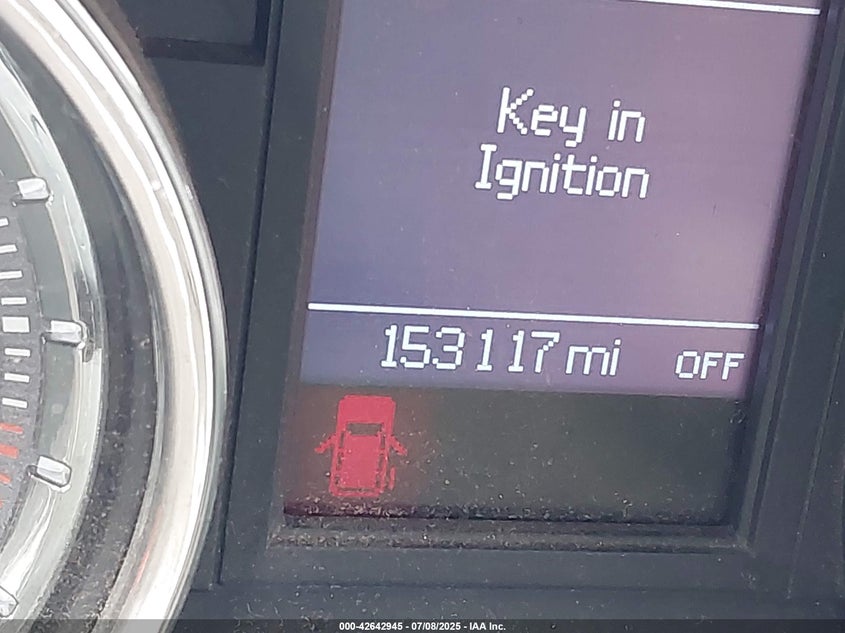 Key in
Ignition
153117 mi OFF
000-42642945 - 07/08/2025 - IAA Inc.